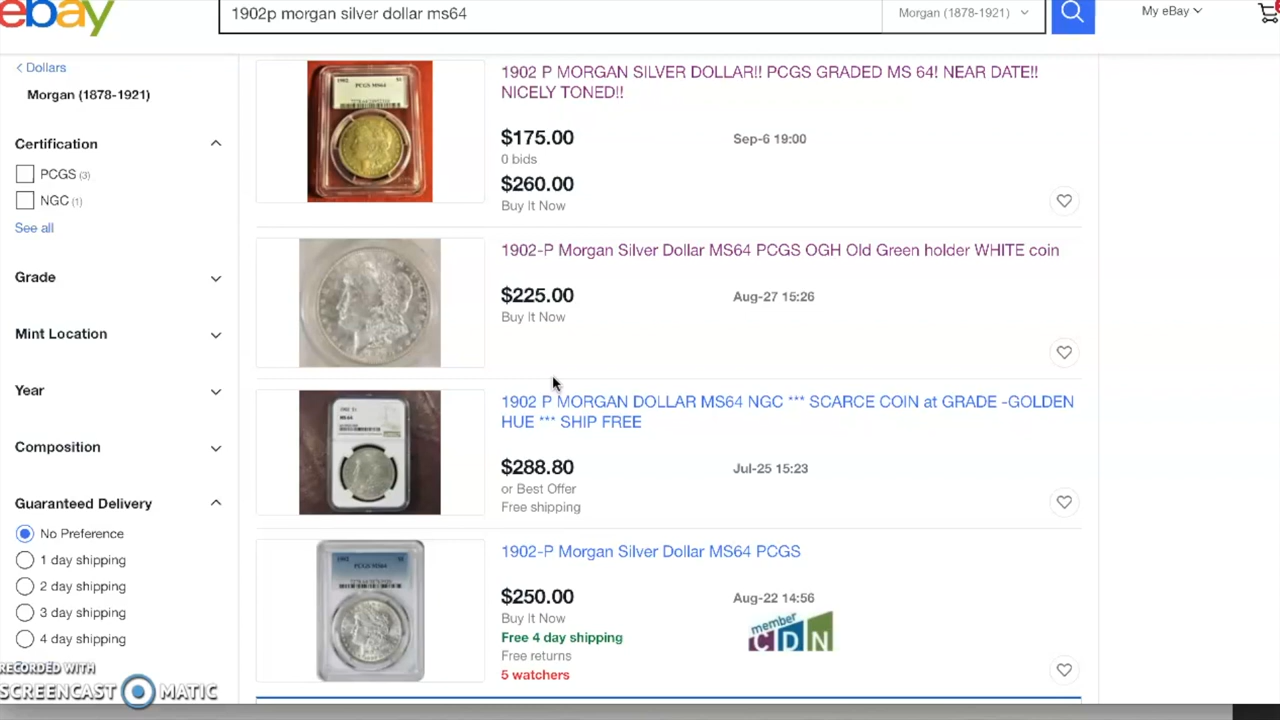 ebay
1902p morgan silver dollar ms64
Morgan (1878-1921)
My eBay
Dollars
Morgan (1878-1921)
Certification
PCGS (3)
NGC (1)
See all
Grade
Mint Location
Year
Composition
Guaranteed Delivery
No Preference
1 day shipping
2 day shipping
3 day shipping
4 day shipping
1902 P MORGAN SILVER DOLLAR!! PCGS GRADED MS 64! NEAR DATE!!
NICELY TONED!!
$175.00
Sep-6 19:00
0 bids
$260.00
Buy It Now
1902-P Morgan Silver Dollar MS64 PCGS OGH Old Green holder WHITE coin
$225.00
Aug-27 15:26
Buy It Now
1902 P MORGAN DOLLAR MS64 NGC *** SCARCE COIN at GRADE -GOLDEN
HUE *** SHIP FREE
$288.80
Jul-25 15:23
or Best Offer
Free shipping
1902-P Morgan Silver Dollar MS64 PCGS
$250.00
Aug-22 14:56
Buy It Now
member
CDN
Free 4 day shipping
Free returns
5 watchers
RECORDED WITH
SCREENCAST MATIC